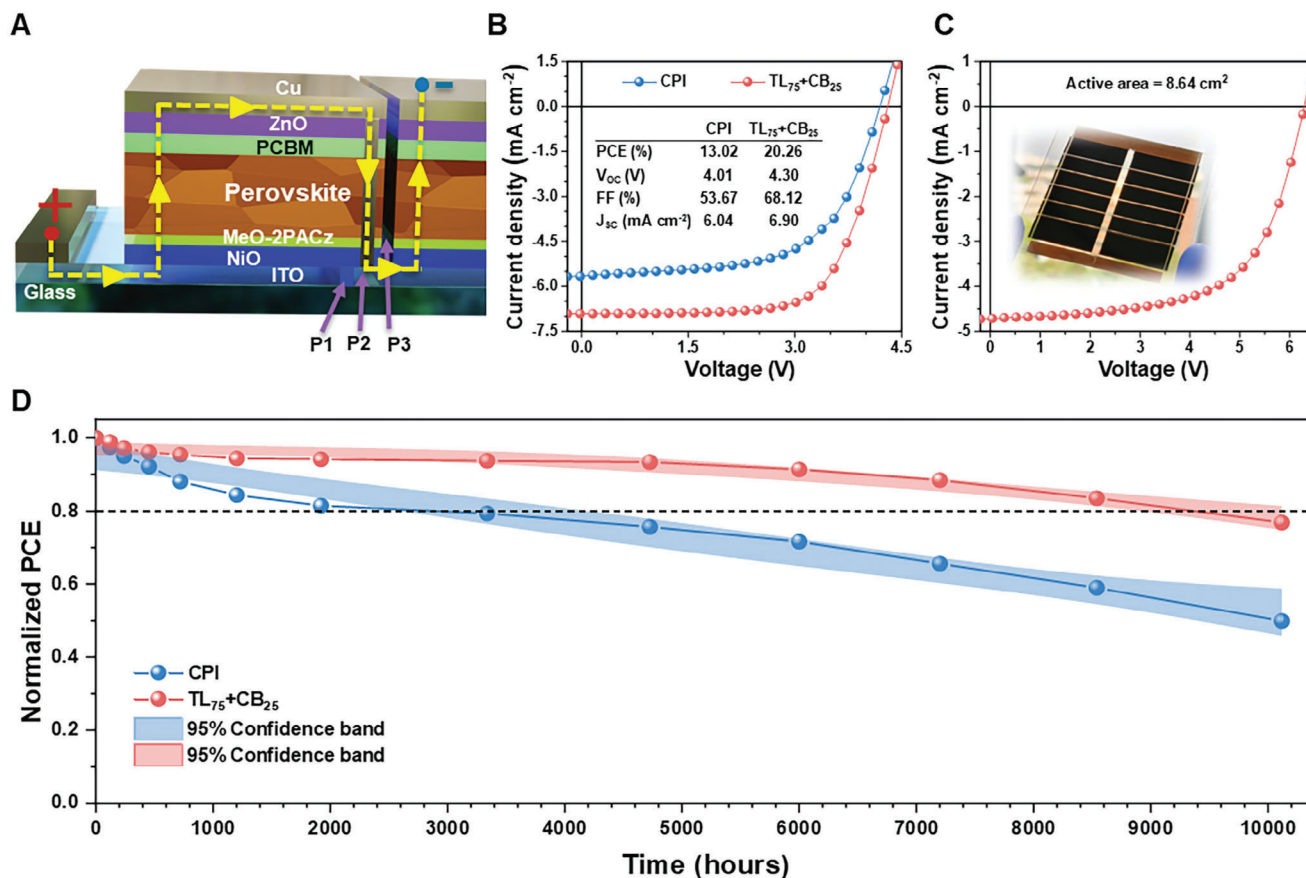 A
Cu
ZnO
PCBM
Perovskite
MeO-2PACz
NiO
ITO
Glass
+
-
P1 P2 P3
B
Current density (mA cm⁻²)
1.5
0.0
-1.5
-3.0
-4.5
-6.0
-7.5
CPI TL₇₅+CB₂₅
CPI TL₇₅+CB₂₅
PCE (%) 13.02 20.26
V_OC (V) 4.01 4.30
FF (%) 53.67 68.12
J_SC (mA cm⁻²) 6.04 6.90
0.0 1.5 3.0 4.5
Voltage (V)
C
Current density (mA cm⁻²)
1
0
-1
-2
-3
-4
-5
Active area = 8.64 cm²
0 1 2 3 4 5 6
Voltage (V)
D
Normalized PCE
1.0
0.8
0.6
0.4
0.2
0.0
CPI
TL₇₅+CB₂₅
95% Confidence band
95% Confidence band
0 1000 2000 3000 4000 5000 6000 7000 8000 9000 10000
Time (hours)